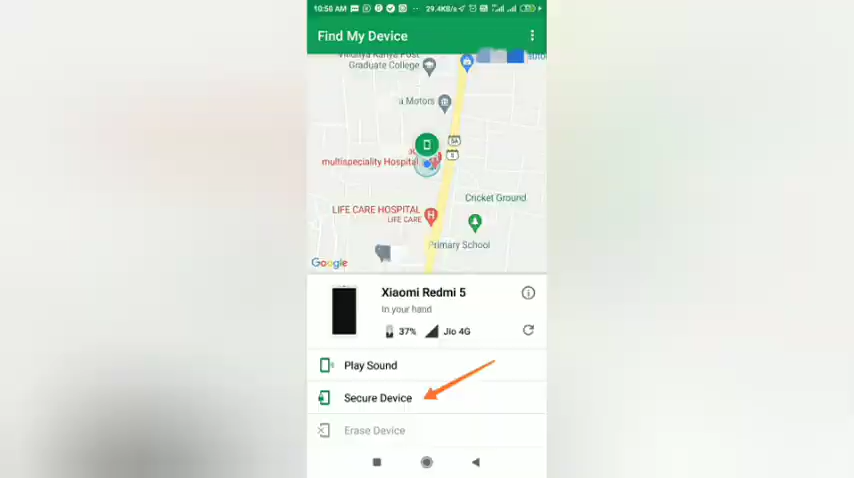 10:58 AM 29.4KB/s
Find My Device
Graduate College
a Motors
multispeciality Hospital
Cricket Ground
LIFE CARE HOSPITAL
LIFE CARE
Primary School
Google
Xiaomi Redmi 5
In your hand
37% Jio 4G
Play Sound
Secure Device
Erase Device